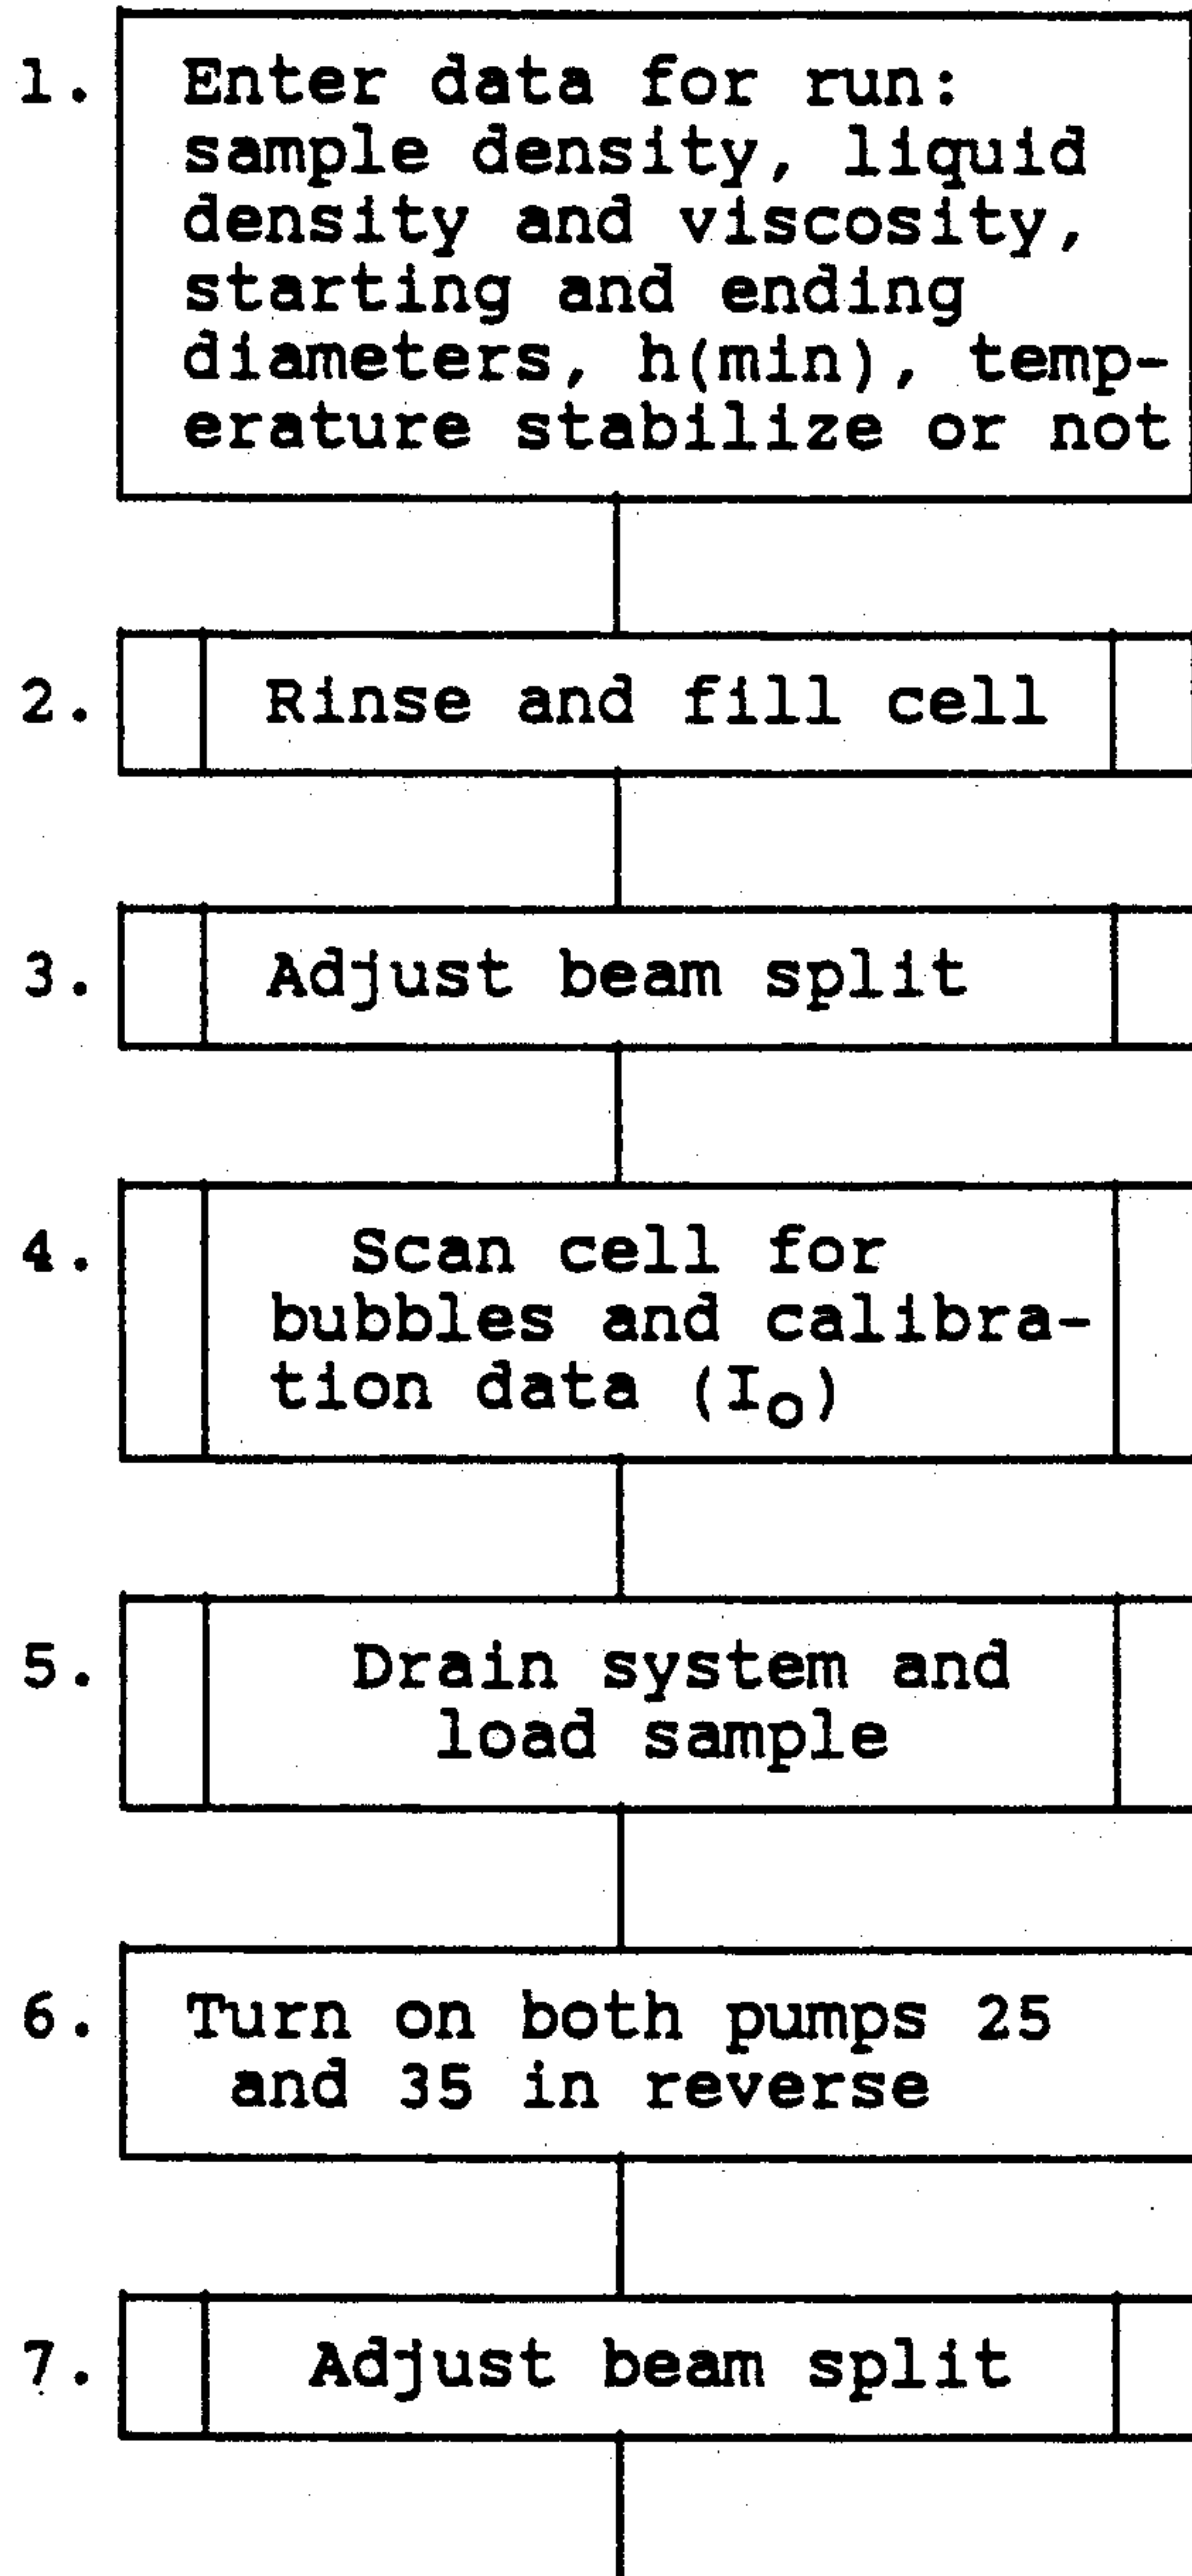 1. Enter data for run:
sample density, liquid
density and viscosity,
starting and ending
diameters, h(min), temp-
erature stabilize or not
2. Rinse and fill cell
3. Adjust beam split
4. Scan cell for
bubbles and calibra-
tion data (Io)
5. Drain system and
load sample
6. Turn on both pumps 25
and 35 in reverse
7. Adjust beam split